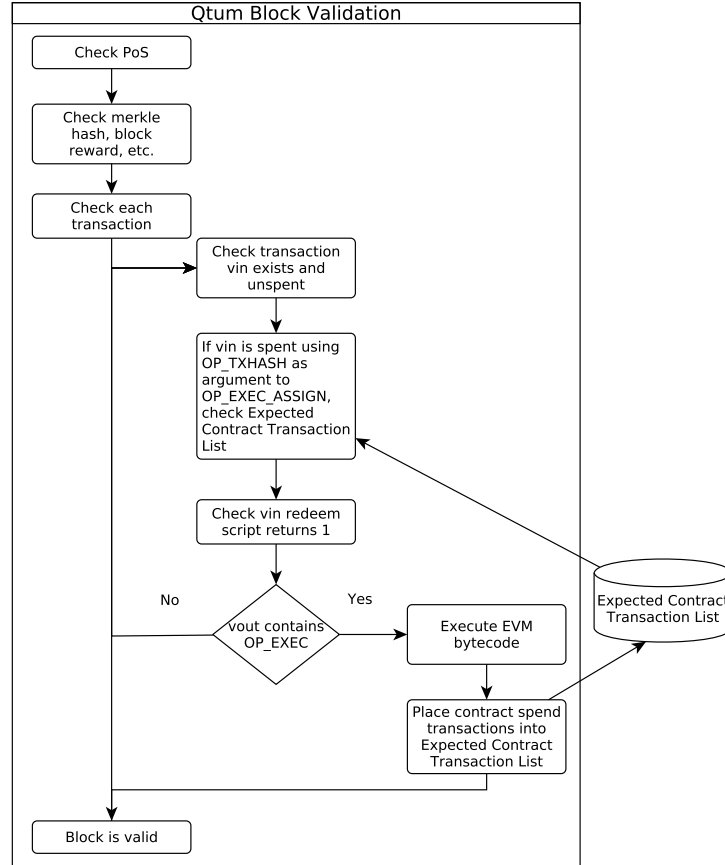 Qtum Block Validation
Check PoS
Check merkle
hash, block
reward, etc.
Check each
transaction
Check transaction
vin exists and
unspent
If vin is spent using
OP_TXHASH as
argument to
OP_EXEC_ASSIGN,
check Expected
Contract Transaction
List
Check vin redeem
script returns 1
No
Yes
vout contains
OP_EXEC
Execute EVM
bytecode
Expected Contract
Transaction List
Place contract spend
transactions into
Expected Contract
Transaction List
Block is valid